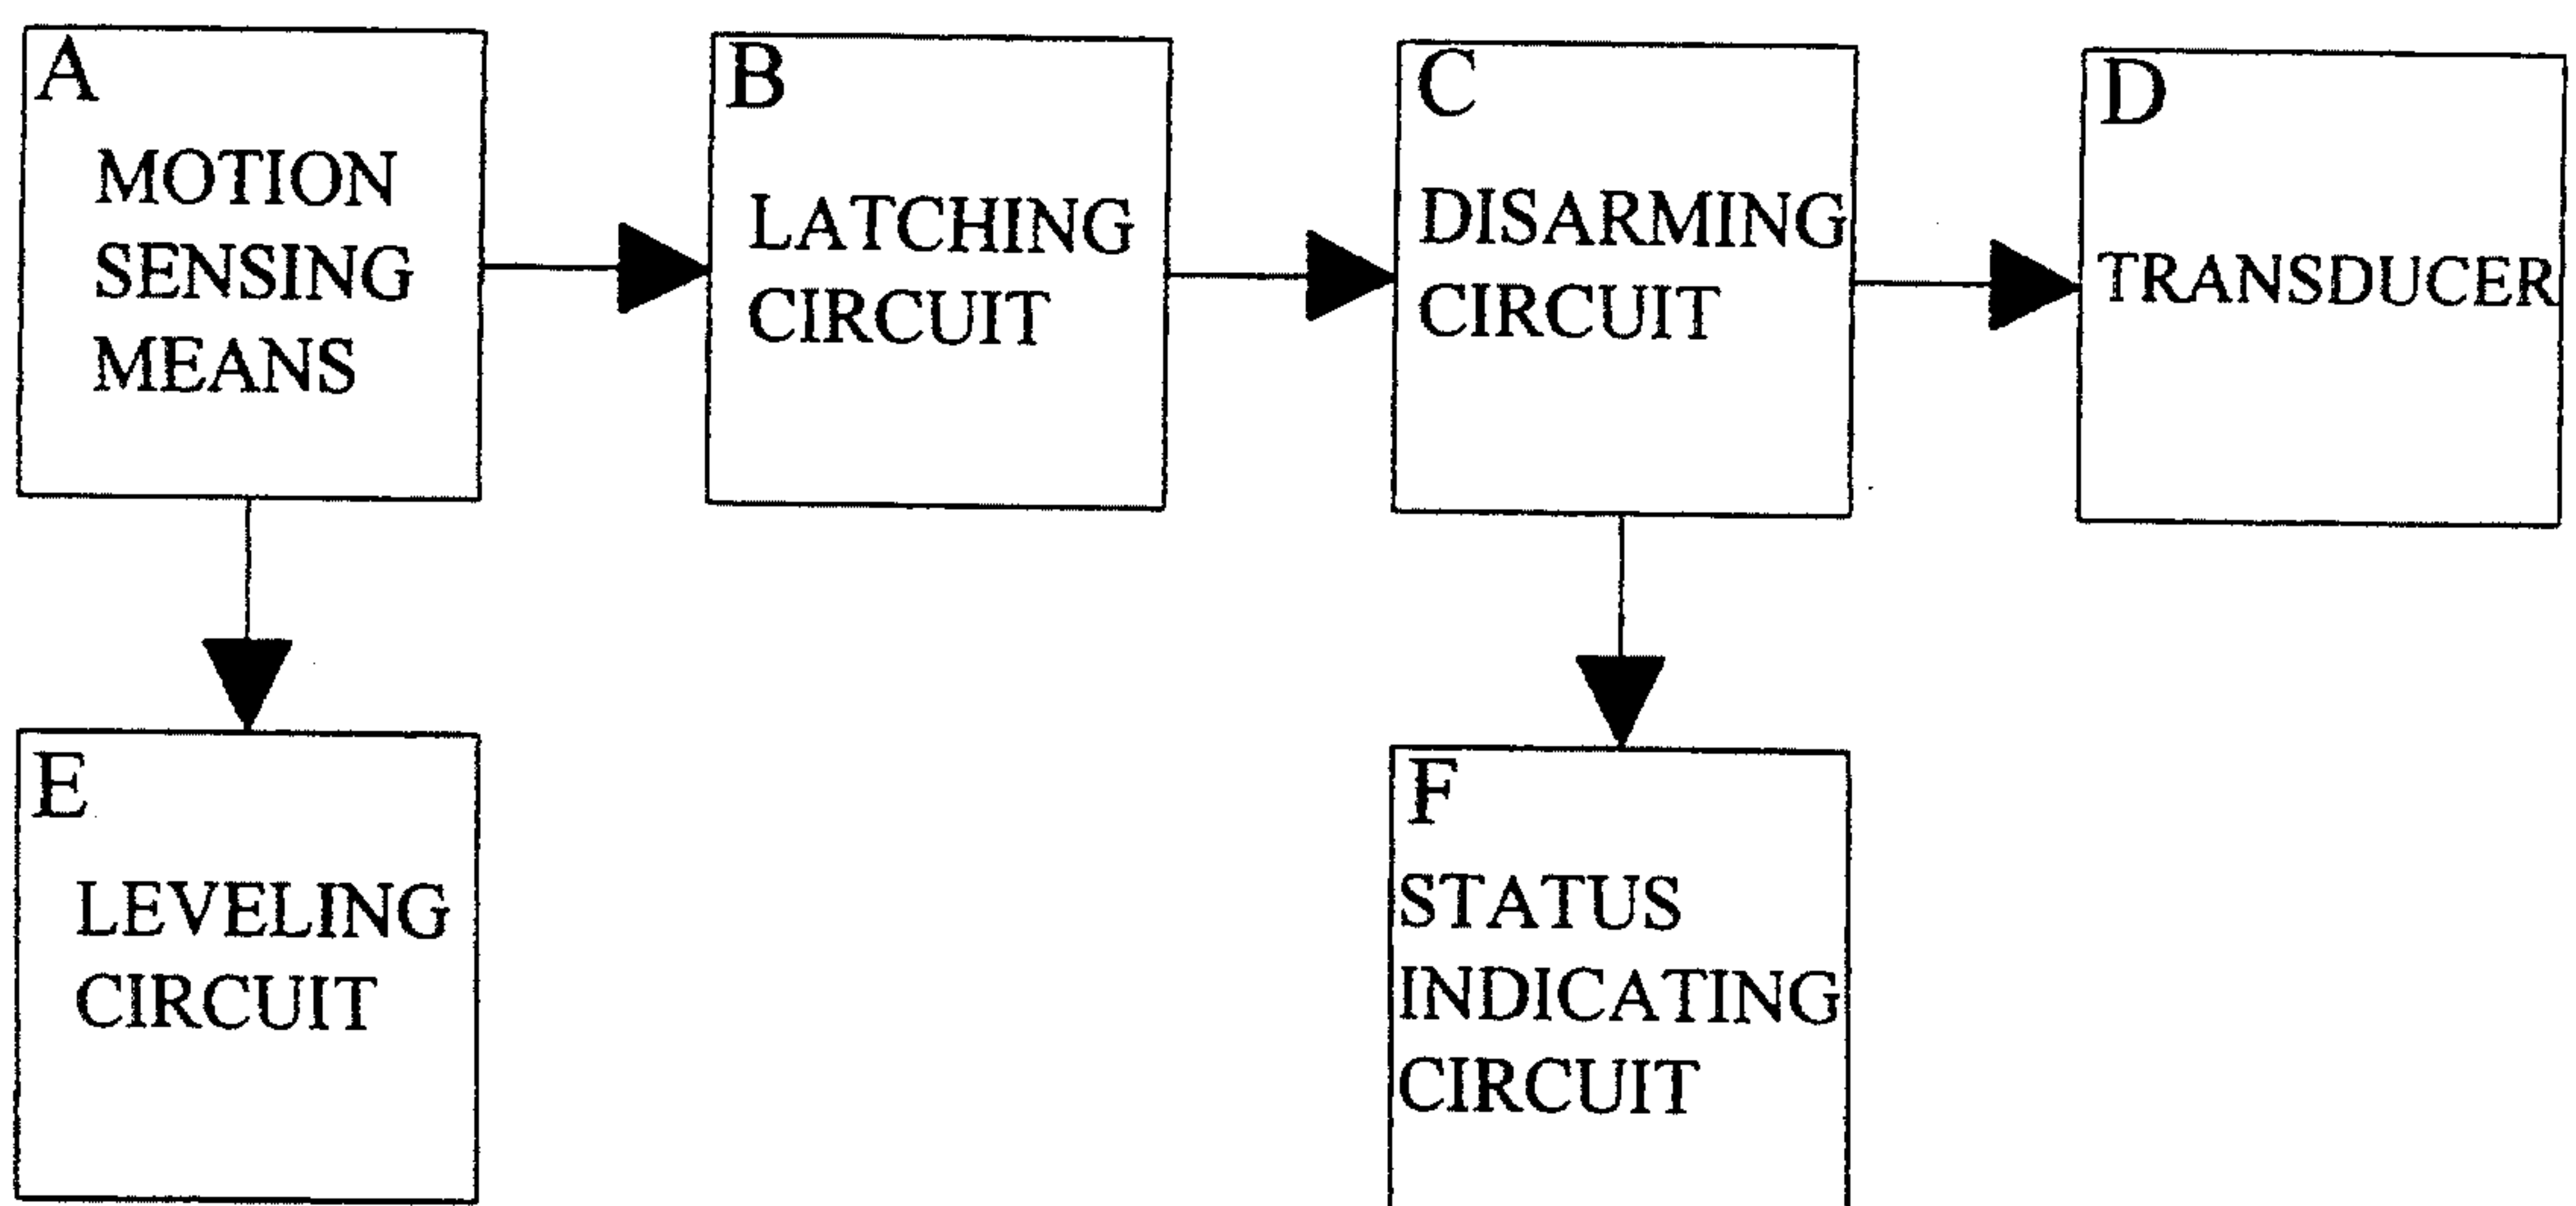 A
MOTION
SENSING
MEANS
B
LATCHING
CIRCUIT
C
DISARMING
CIRCUIT
D
TRANSDUCER
E
LEVELING
CIRCUIT
F
STATUS
INDICATING
CIRCUIT